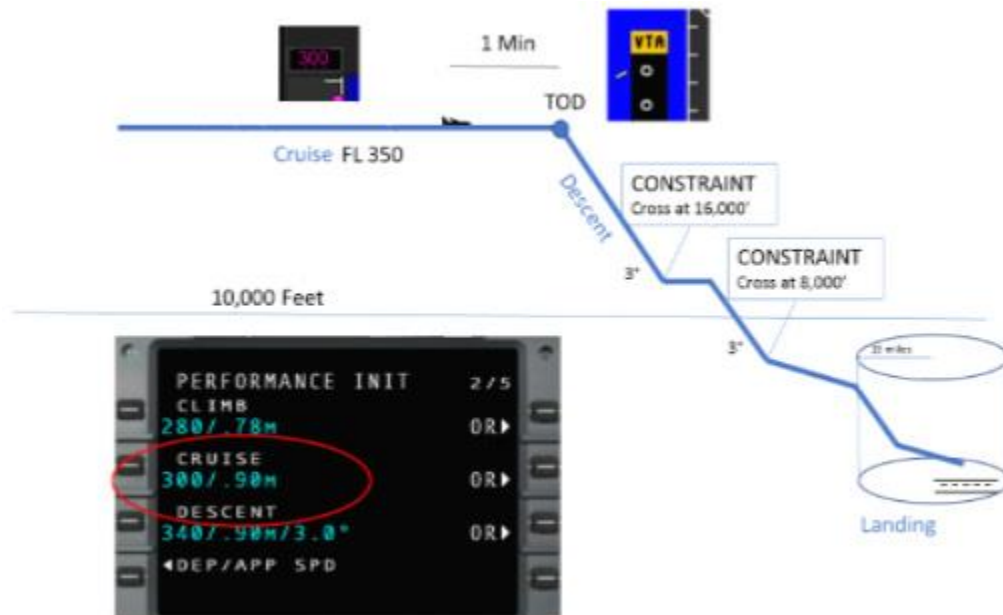 300
1 Min
VTA
TOD
Cruise FL 350
Descent
CONSTRAINT
Cross at 16,000'
3°
CONSTRAINT
Cross at 8,000'
10,000 Feet
3°
PERFORMANCE INIT 2/5
CLIMB
280/.78M OR▶
CRUISE
300/.90M OR▶
DESCENT
340/.90M/3.0° OR▶
◀DEP/APP SPD
miles
Landing